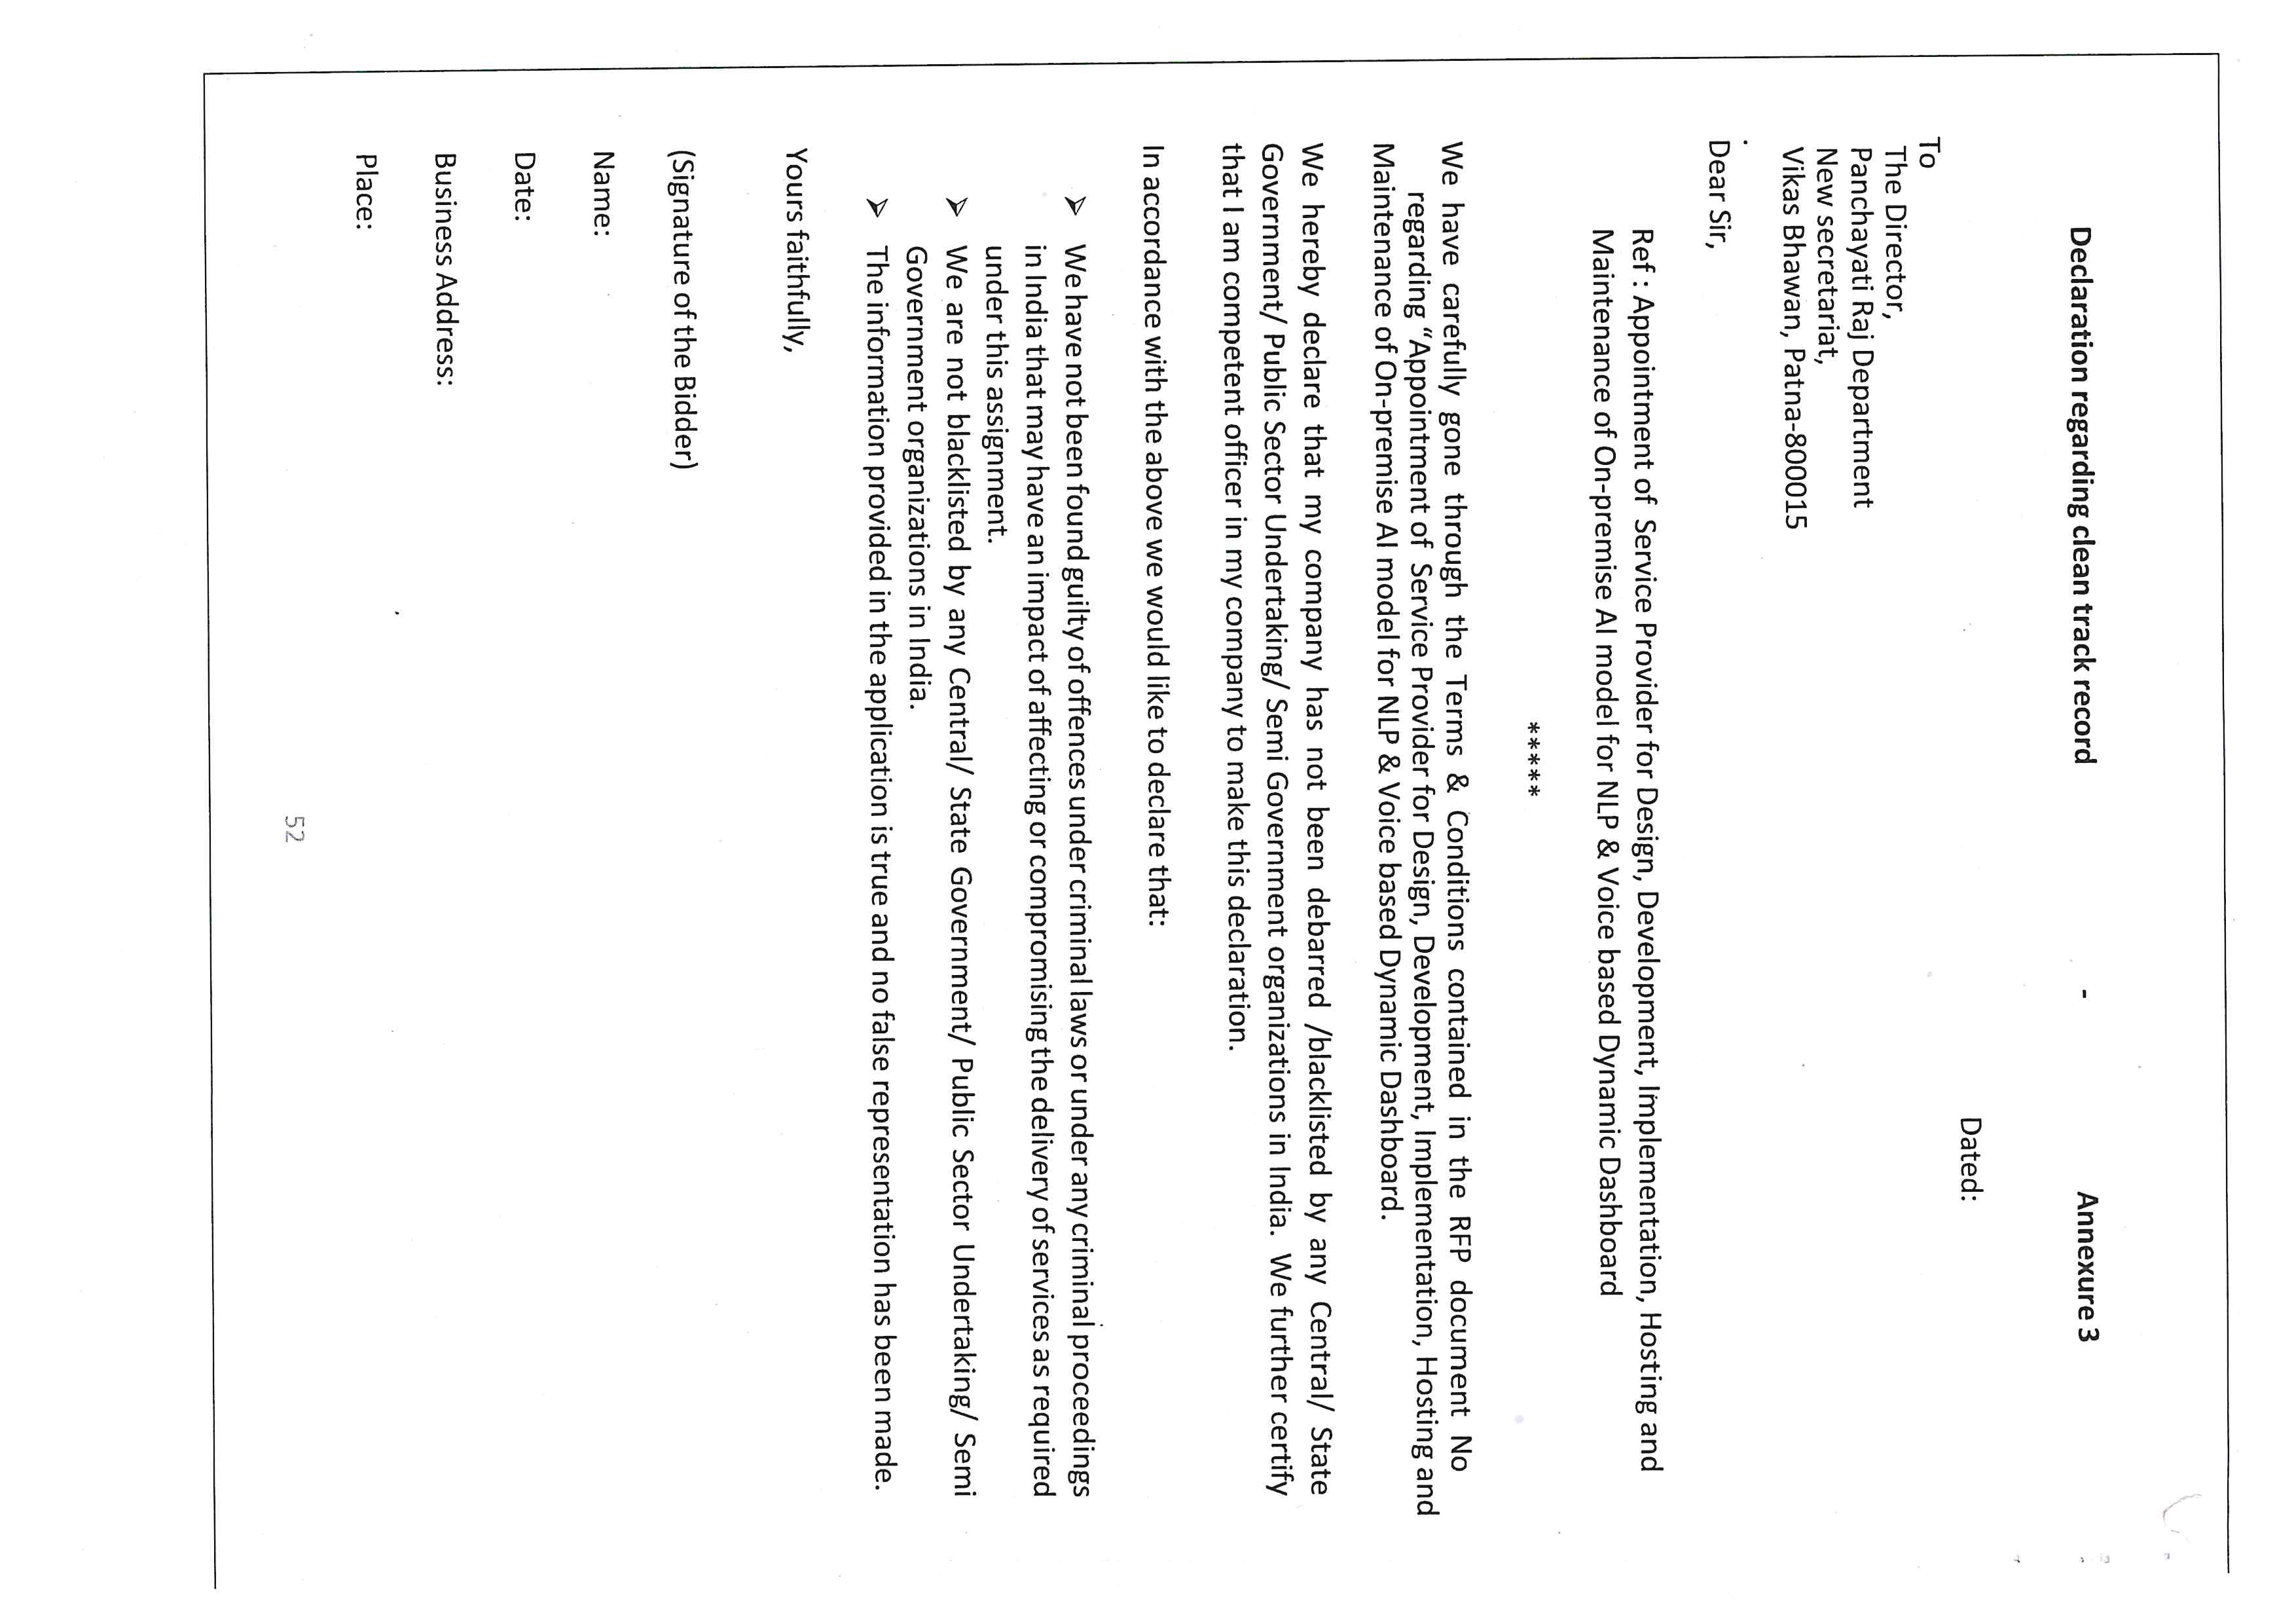 Declaration regarding clean track record - Annexure 3
Dated:
To
The Director,
Panchayati Raj Department
New secretariat,
Vikas Bhawan, Patna-800015
Dear Sir,
Ref : Appointment of Service Provider for Design, Development, Implementation, Hosting and
Maintenance of On-premise AI model for NLP & Voice based Dynamic Dashboard
*****
We have carefully gone through the Terms & Conditions contained in the RFP document No
regarding “Appointment of Service Provider for Design, Development, Implementation, Hosting and
Maintenance of On-premise AI model for NLP & Voice based Dynamic Dashboard.
We hereby declare that my company has not been debarred /blacklisted by any Central/ State
Government/ Public Sector Undertaking/ Semi Government organizations in India. We further certify
that I am competent officer in my company to make this declaration.
In accordance with the above we would like to declare that:
➢ We have not been found guilty of offences under criminal laws or under any criminal proceedings
in India that may have an impact of affecting or compromising the delivery of services as required
under this assignment.
➢ We are not blacklisted by any Central/ State Government/ Public Sector Undertaking/ Semi
Government organizations in India.
➢ The information provided in the application is true and no false representation has been made.
Yours faithfully,
(Signature of the Bidder)
Name:
Date:
Business Address:
Place:
52